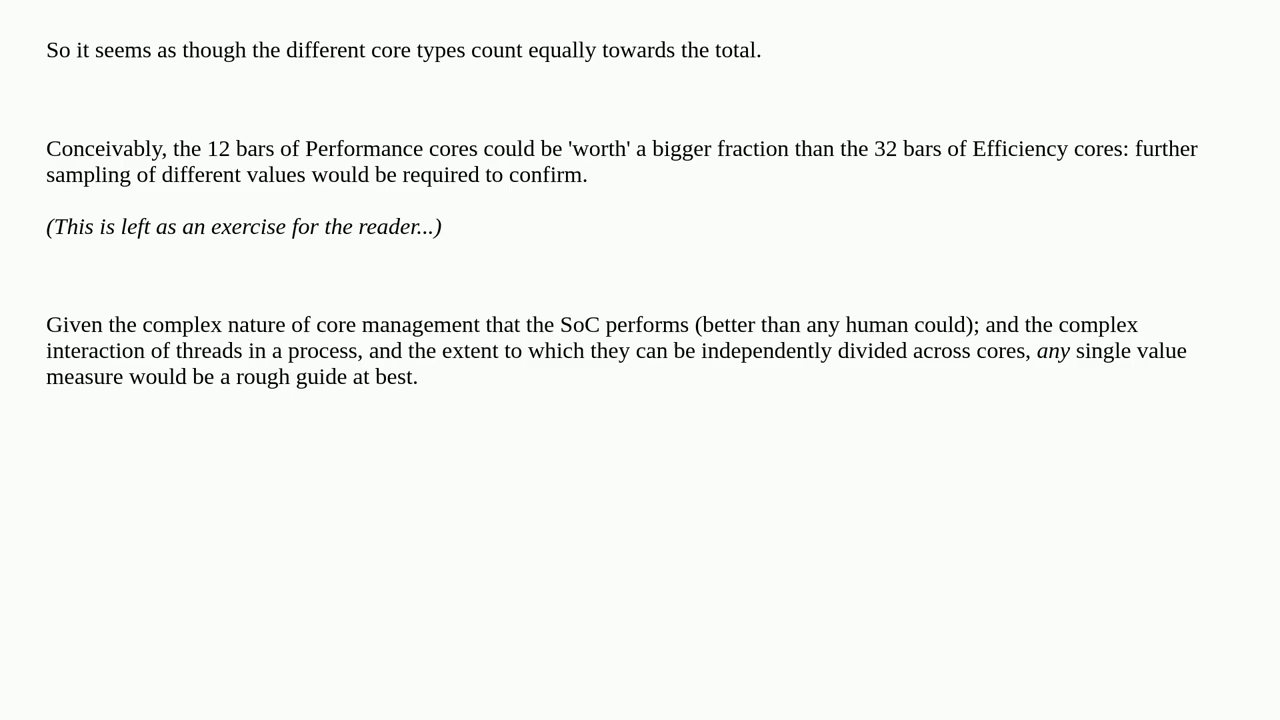 So it seems as though the different core types count equally towards the total.
Conceivably, the 12 bars of Performance cores could be 'worth' a bigger fraction than the 32 bars of Efficiency cores: further
sampling of different values would be required to confirm.
(This is left as an exercise for the reader...)
Given the complex nature of core management that the SoC performs (better than any human could); and the complex
interaction of threads in a process, and the extent to which they can be independently divided across cores, any single value
measure would be a rough guide at best.